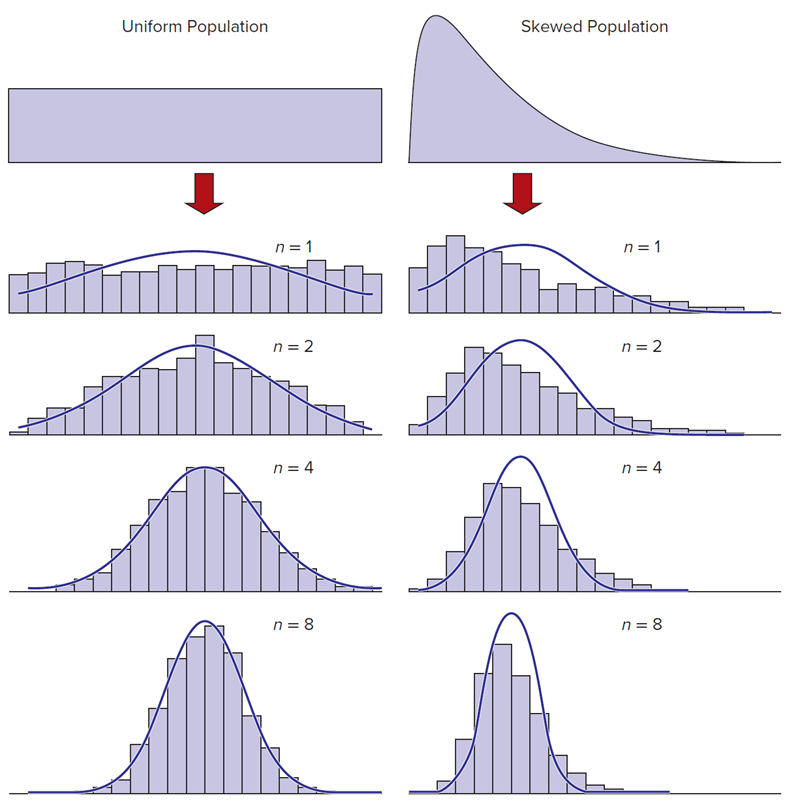 Uniform Population
Skewed Population
n = 1
n = 1
n = 2
n = 2
n = 4
n = 4
n = 8
n = 8